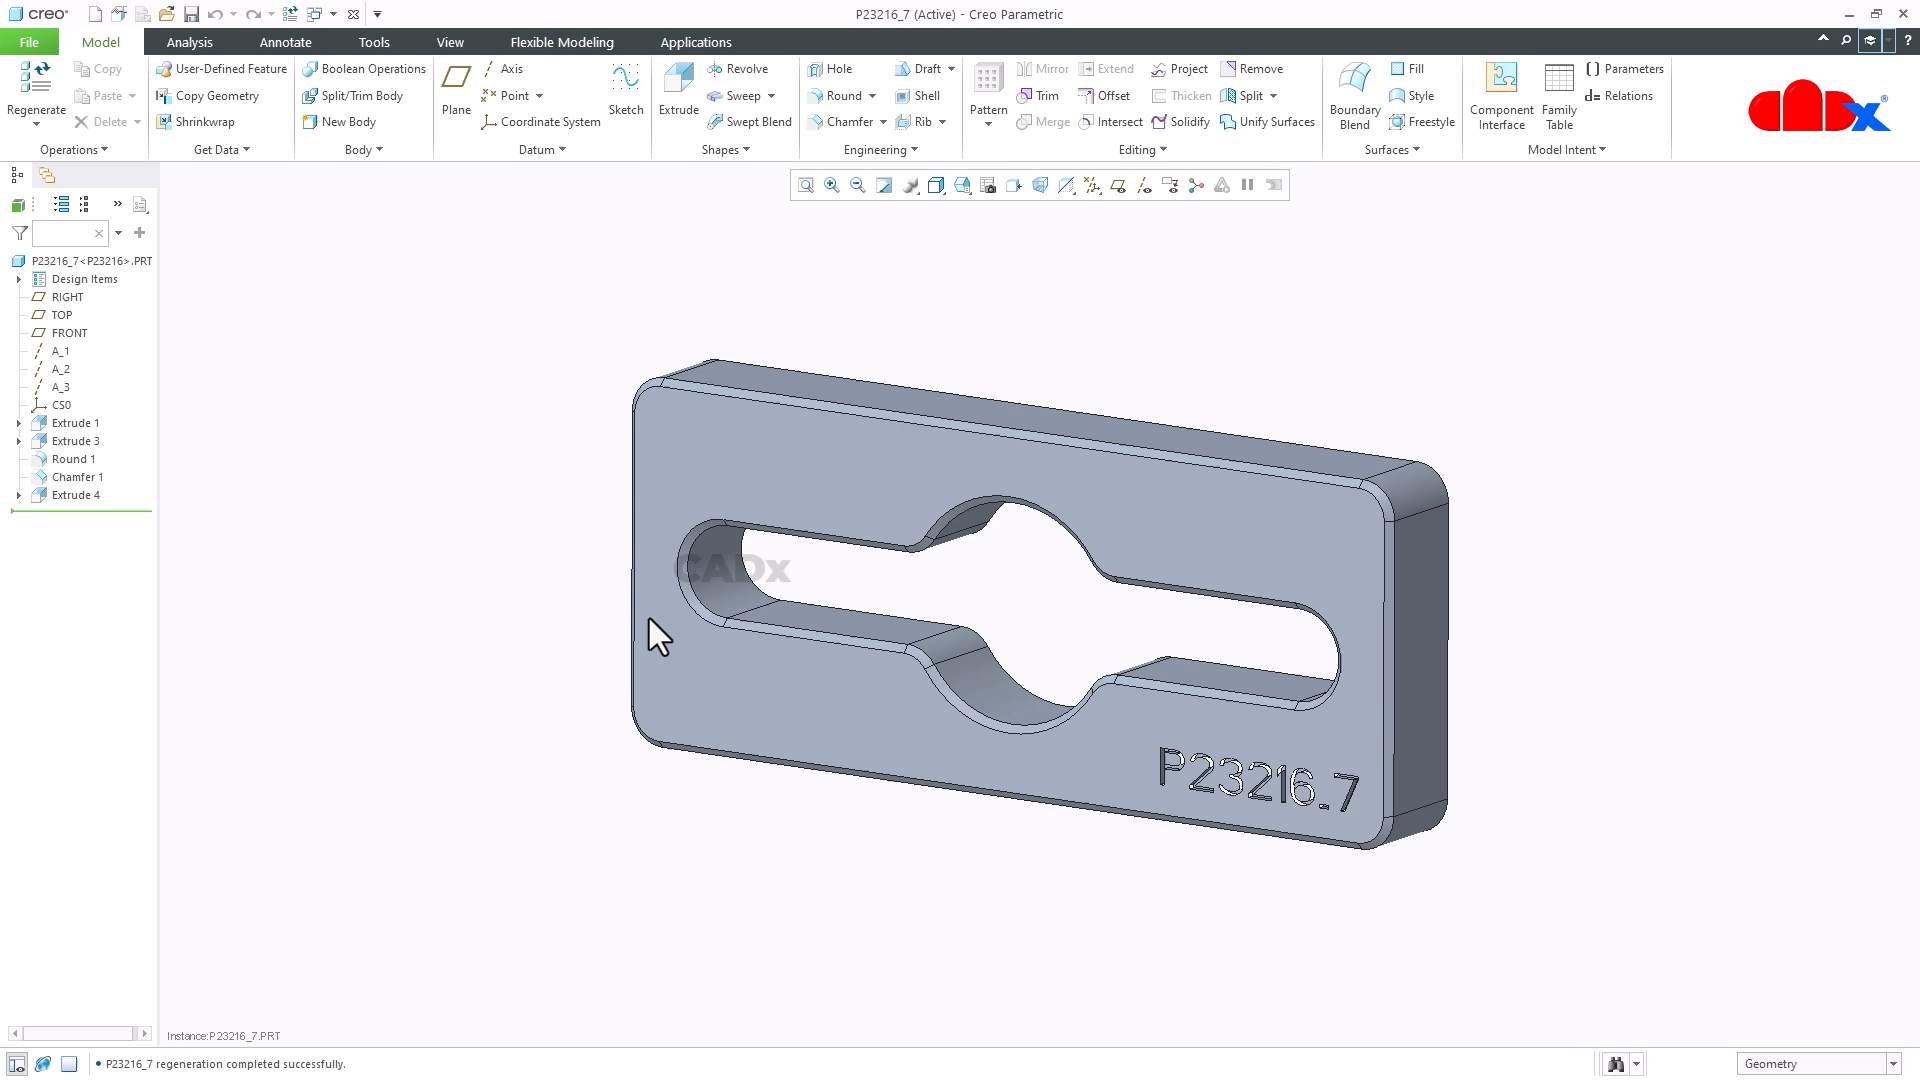 creo®
P23216_7 (Active) - Creo Parametric
File Model Analysis Annotate Tools View Flexible Modeling Applications
Regenerate
Copy
Paste
Delete
Operations
User-Defined Feature
Copy Geometry
Shrinkwrap
Get Data
Boolean Operations
Split/Trim Body
New Body
Body
Plane
Axis
Point
Coordinate System
Sketch
Datum
Extrude
Revolve
Sweep
Swept Blend
Shapes
Hole
Round
Chamfer
Draft
Shell
Rib
Engineering
Pattern
Mirror
Trim
Merge
Extend
Offset
Intersect
Project
Thicken
Solidify
Remove
Split
Unify Surfaces
Editing
Boundary
Blend
Fill
Style
Freestyle
Surfaces
Component
Interface
Family
Table
Parameters
d= Relations
Model Intent
CADx®
P23216_7<P23216>.PRT
Design Items
RIGHT
TOP
FRONT
A_1
A_2
A_3
CS0
Extrude 1
Extrude 3
Round 1
Chamfer 1
Extrude 4
CADx
P23216_7
Instance:P23216_7.PRT
P23216_7 regeneration completed successfully.
Geometry